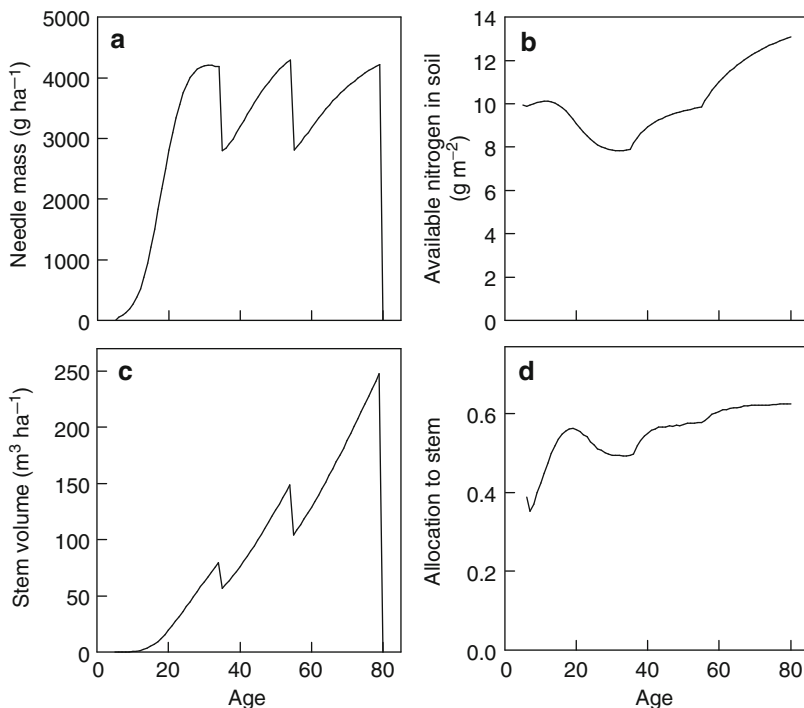 a
Needle mass (g ha−1)
5000
4000
3000
2000
1000
0
b
Available nitrogen in soil
(g m−2)
14
12
10
8
6
4
2
0
c
Stem volume (m3 ha−1)
250
200
150
100
50
0
0 20 40 60 80
Age
d
Allocation to stem
0.6
0.4
0.2
0.0
0 20 40 60 80
Age